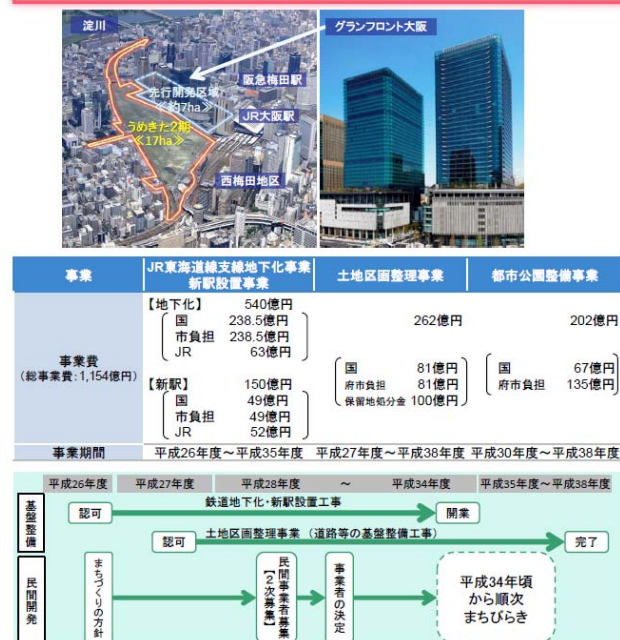 淀川
グランフロント大阪
先行開発区域
≪約7ha≫
阪急梅田駅
JR大阪駅
うめきた2期
≪17ha≫
西梅田地区
事業
JR東海道線支線地下化事業
新駅設置事業
土地区画整理事業
都市公園整備事業
事業費
(総事業費:1,154億円)
【地下化】 540億円
国 238.5億円
市負担 238.5億円
JR 63億円
【新駅】 150億円
国 49億円
市負担 49億円
JR 52億円
262億円
国 81億円
府市負担 81億円
保留地処分金 100億円
202億円
国 67億円
府市負担 135億円
事業期間 平成26年度~平成35年度 平成27年度~平成38年度 平成30年度~平成38年度
平成26年度 平成27年度 平成28年度 ~ 平成34年度 平成35年度~平成38年度
基盤整備
認可
鉄道地下化・新駅設置工事
開業
認可
土地区画整理事業 (道路等の基盤整備工事)
完了
民間開発
まちづくりの方針
民間事業者募集
【2次募集】
事業者の決定
平成34年頃
から順次
まちびらき